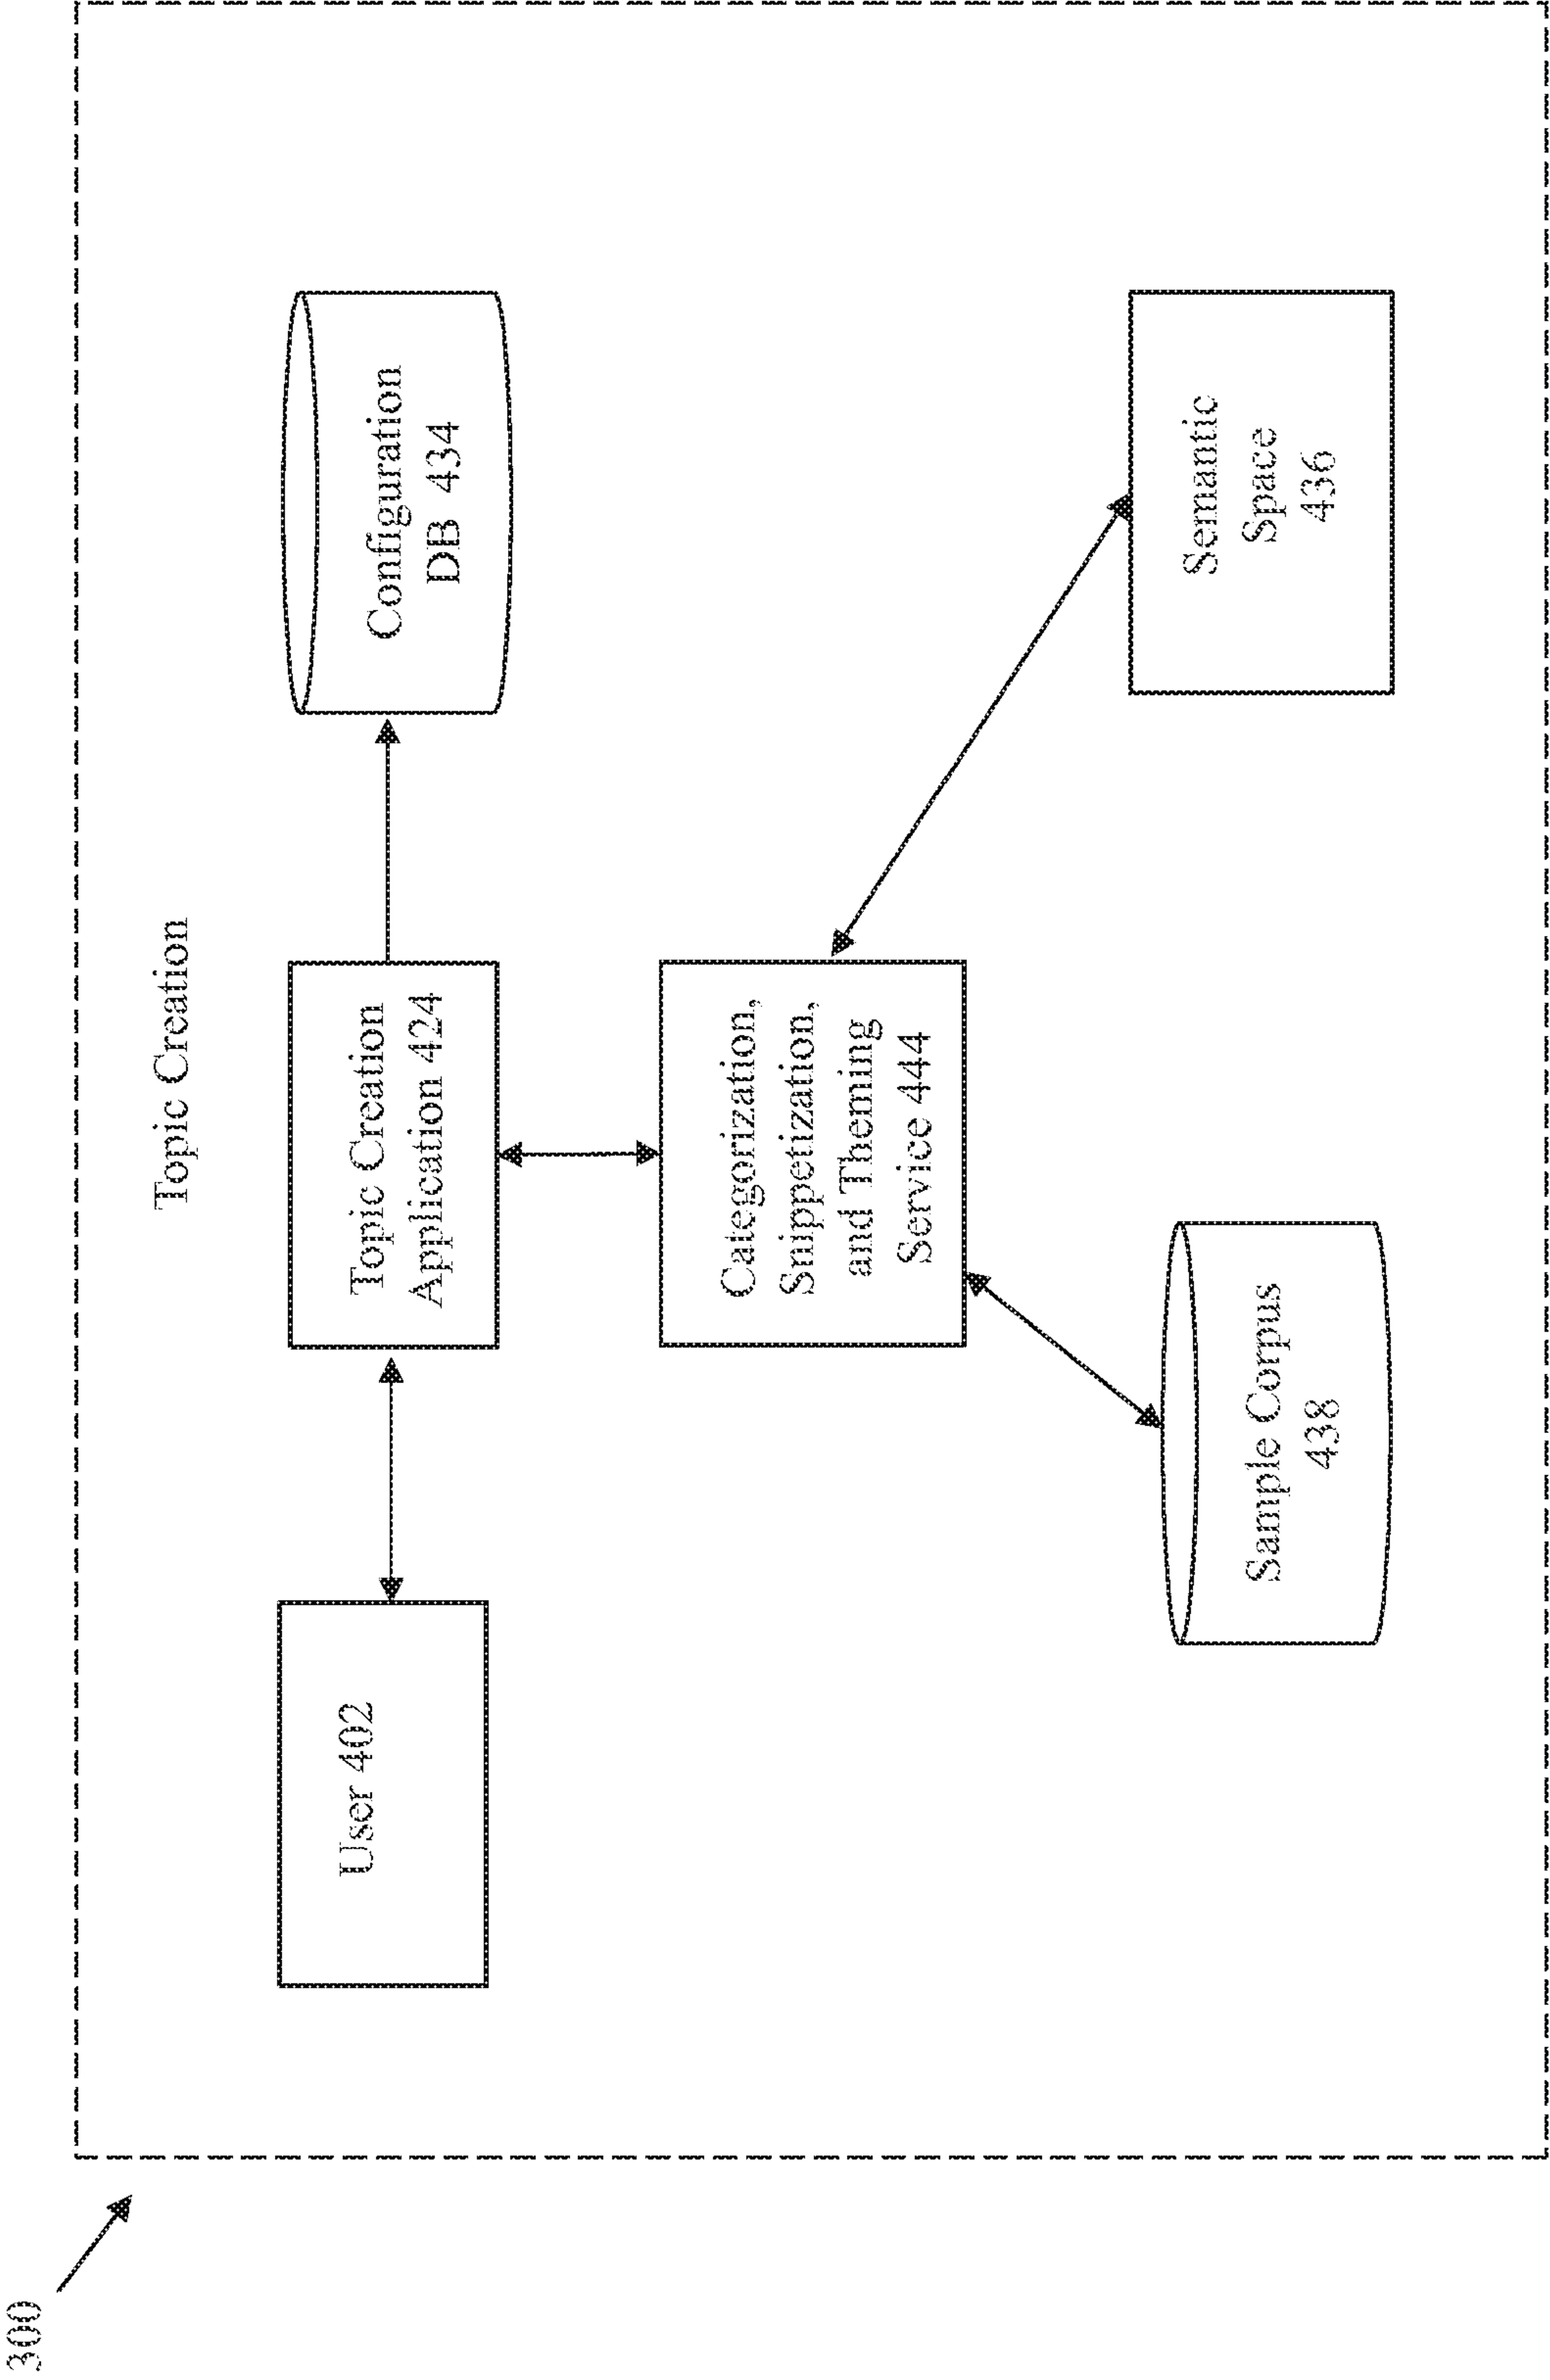 300
Topic Creation
User 402
Topic Creation
Application 424
Configuration
DB 434
Categorization,
Snippetization,
and Theming
Service 444
Sample Corpus
438
Semantic
Space
436